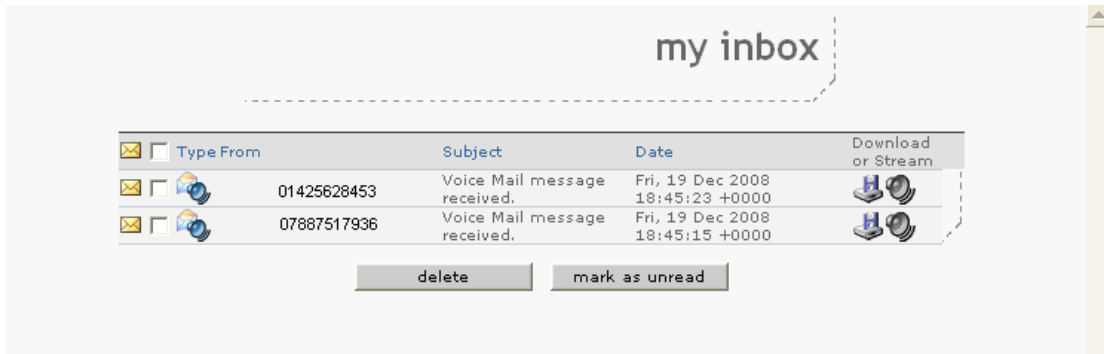 my inbox
Type From Subject Date Download
or Stream
01425628453 Voice Mail message Fri, 19 Dec 2008
received. 18:45:23 +0000
07887517936 Voice Mail message Fri, 19 Dec 2008
received. 18:45:15 +0000
delete mark as unread